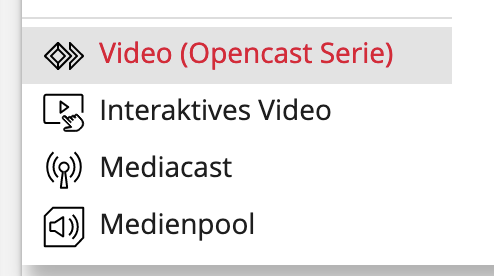 Video (Opencast Serie)
Interaktives Video
Mediacast
Medienpool